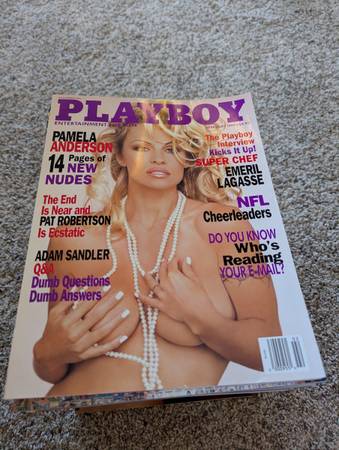 PLAYBOY
ENTERTAINMENT FOR MEN
PAMELA
ANDERSON
14 Pages of
NEW
NUDES
The End
Is Near and
PAT ROBERTSON
Is Ecstatic
ADAM SANDLER
Q&A
Dumb Questions
Dumb Answers
The Playboy
Interview
Kicks It Up!
SUPER CHEF
EMERIL
LAGASSE
NFL
Cheerleaders
DO YOU KNOW
Who's
Reading
YOUR E-MAIL?